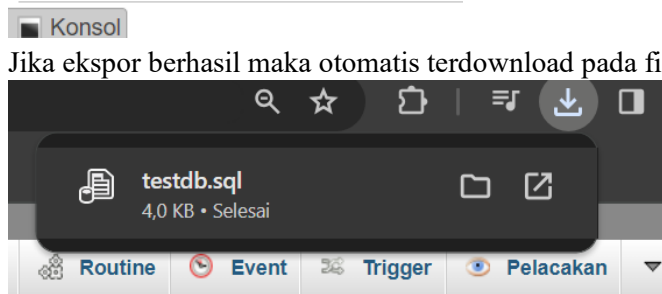 Konsol
Jika ekspor berhasil maka otomatis terdownload pada fi
testdb.sql
4,0 KB • Selesai
Routine Event Trigger Pelacakan